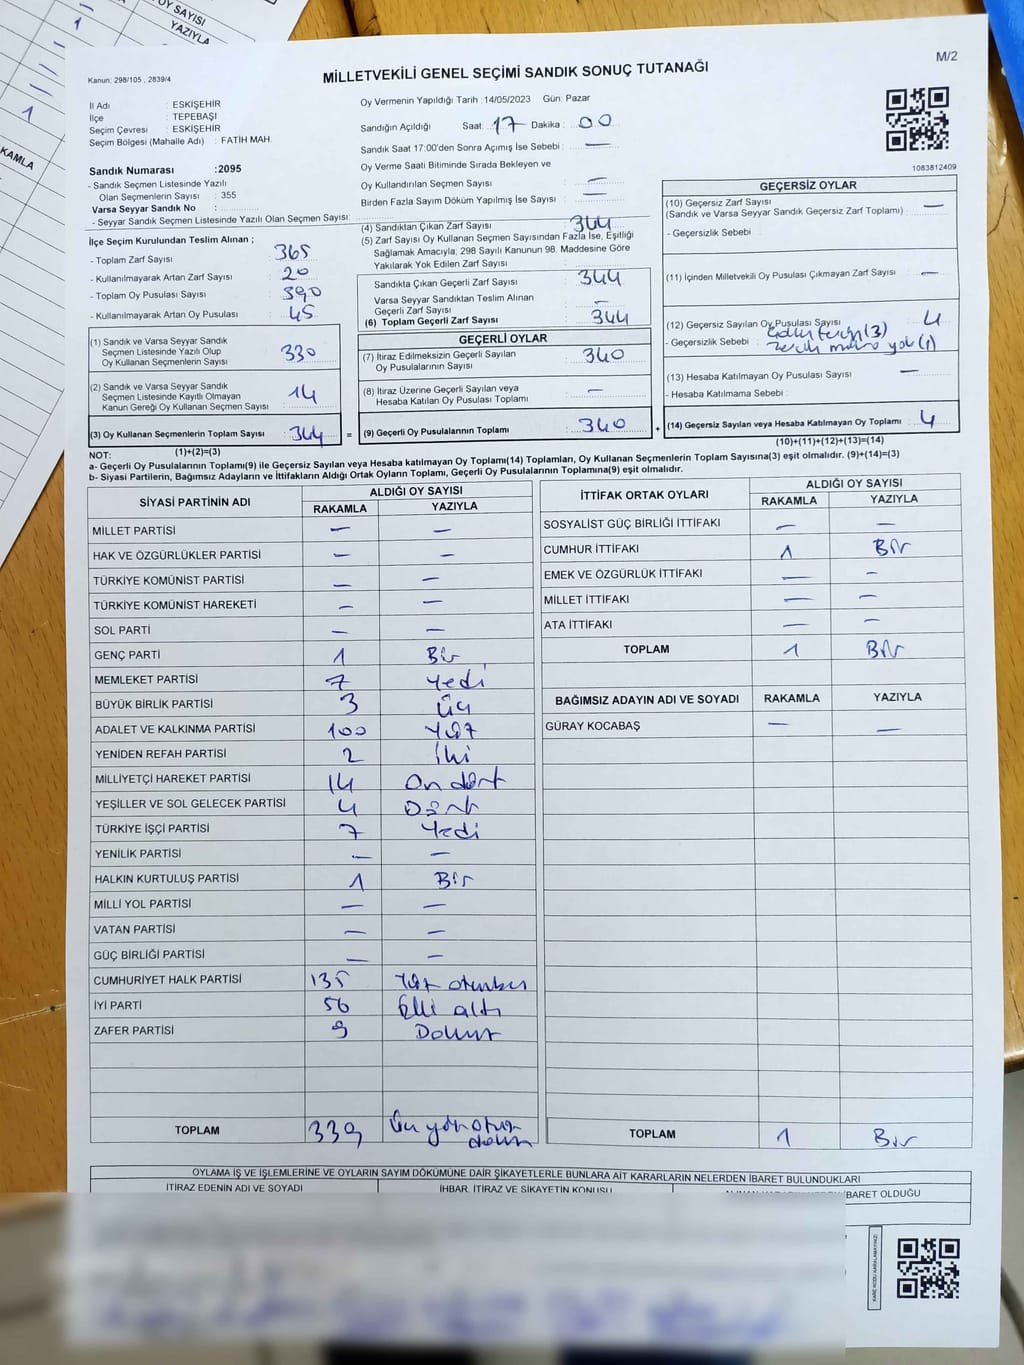 OY SAYISI
YAZIYLA
1
1
KAMLA
Kanun: 298/105 , 2839/4
MİLLETVEKİLİ GENEL SEÇİMİ SANDIK SONUÇ TUTANAĞI
M/2
İl Adı : ESKİŞEHİR
İlçe : TEPEBAŞI
Seçim Çevresi : ESKİŞEHİR
Seçim Bölgesi (Mahalle Adı) : FATİH MAH.
Sandık Numarası :2095
- Sandık Seçmen Listesinde Yazılı
Olan Seçmenlerin Sayısı : 355
Varsa Seyyar Sandık No :
- Seyyar Sandık Seçmen Listesinde Yazılı Olan Seçmen Sayısı:
Oy Vermenin Yapıldığı Tarih :14/05/2023 Gün: Pazar
Sandığın Açıldığı Saat: 17 Dakika : 00
Sandık Saat 17:00'den Sonra Açımış İse Sebebi : —
Oy Verme Saati Bitiminde Sırada Bekleyen ve
Oy Kullandırılan Seçmen Sayısı : —
Birden Fazla Sayım Döküm Yapılmış İse Sayısı : —
1083812409
İlçe Seçim Kurulundan Teslim Alınan ;
- Toplam Zarf Sayısı : 365
- Kullanılmayarak Artan Zarf Sayısı : 20
- Toplam Oy Pusulası Sayısı : 390
- Kullanılmayarak Artan Oy Pusulası : 45
(1) Sandık ve Varsa Seyyar Sandık
Seçmen Listesinde Yazılı Olup
Oy Kullanan Seçmenlerin Sayısı : 330
(2) Sandık ve Varsa Seyyar Sandık
Seçmen Listesinde Kayıtlı Olmayan
Kanun Gereği Oy Kullanan Seçmen Sayısı : 14
(3) Oy Kullanan Seçmenlerin Toplam Sayısı : 344 =
(1)+(2)=(3)
(4) Sandıktan Çıkan Zarf Sayısı : 344
(5) Zarf Sayısı Oy Kullanan Seçmen Sayısından Fazla İse, Eşitliği
Sağlamak Amacıyla; 298 Sayılı Kanunun 98. Maddesine Göre
Yakılarak Yok Edilen Zarf Sayısı :
Sandıkta Çıkan Geçerli Zarf Sayısı : 344
Varsa Seyyar Sandıktan Teslim Alınan
Geçerli Zarf Sayısı : —
(6) Toplam Geçerli Zarf Sayısı : 344
GEÇERLİ OYLAR
(7) İtiraz Edilmeksizin Geçerli Sayılan
Oy Pusulalarının Sayısı : 340
(8) İtiraz Üzerine Geçerli Sayılan veya
Hesaba Katılan Oy Pusulası Toplamı : —
(9) Geçerli Oy Pusulalarının Toplamı : 340 +
GEÇERSİZ OYLAR
(10) Geçersiz Zarf Sayısı
(Sandık ve Varsa Seyyar Sandık Geçersiz Zarf Toplamı) : —
- Geçersizlik Sebebi :
(11) İçinden Milletvekili Oy Pusulası Çıkmayan Zarf Sayısı : —
(12) Geçersiz Sayılan Oy Pusulası Sayısı : 4
- Geçersizlik Sebebi : (3)
yok (1)
(13) Hesaba Katılmayan Oy Pusulası Sayısı : —
- Hesaba Katılmama Sebebi :
(14) Geçersiz Sayılan veya Hesaba Katılmayan Oy Toplamı : 4
(10)+(11)+(12)+(13)=(14)
NOT:
a- Geçerli Oy Pusulaları Toplamı(9) ile Geçersiz Sayılan veya Hesaba katılmayan Oy Toplamı(14) Toplamları, Oy Kullanan Seçmenlerin Toplam Sayısına(3) eşit olmalıdır. (9)+(14)=(3)
b- Siyasi Partilerin, Bağımsız Adayların ve İttifakların Aldığı Ortak Oyların Toplamı, Geçerli Oy Pusulalarının Toplamına(9) eşit olmalıdır.
SİYASİ PARTİNİN ADI ALDIĞI OY SAYISI
RAKAMLA YAZIYLA
MİLLET PARTİSİ — —
HAK VE ÖZGÜRLÜKLER PARTİSİ — —
TÜRKİYE KOMÜNİST PARTİSİ — —
TÜRKİYE KOMÜNİST HAREKETİ — —
SOL PARTİ — —
GENÇ PARTİ 1 Bir
MEMLEKET PARTİSİ 7 Yedi
BÜYÜK BİRLİK PARTİSİ 3 Üç
ADALET VE KALKINMA PARTİSİ 100 Yüz
YENİDEN REFAH PARTİSİ 2 İki
MİLLİYETÇİ HAREKET PARTİSİ 14 On dört
YEŞİLLER VE SOL GELECEK PARTİSİ 4 Dört
TÜRKİYE İŞÇİ PARTİSİ 7 Yedi
YENİLİK PARTİSİ — —
HALKIN KURTULUŞ PARTİSİ 1 Bir
MİLLİ YOL PARTİSİ — —
VATAN PARTİSİ — —
GÜÇ BİRLİĞİ PARTİSİ — —
CUMHURİYET HALK PARTİSİ 135 Yüz otuzbeş
İYİ PARTİ 56 Elli altı
ZAFER PARTİSİ 9 Dokuz
TOPLAM 339 Üç yüz otuz
dokuz
İTTİFAK ORTAK OYLARI ALDIĞI OY SAYISI
RAKAMLA YAZIYLA
SOSYALİST GÜÇ BİRLİĞİ İTTİFAKI — —
CUMHUR İTTİFAKI 1 Bir
EMEK VE ÖZGÜRLÜK İTTİFAKI — —
MİLLET İTTİFAKI — —
ATA İTTİFAKI — —
TOPLAM 1 Bir
BAĞIMSIZ ADAYIN ADI VE SOYADI RAKAMLA YAZIYLA
GÜRAY KOCABAŞ — —
TOPLAM 1 Bir
OYLAMA İŞ VE İŞLEMLERİNE VE OYLARIN SAYIM DÖKÜMÜNE DAİR ŞİKAYETLERLE BUNLARA AİT KARARLARIN NELERDEN İBARET BULUNDUKLARI
İTİRAZ EDENİN ADI VE SOYADI İHBAR, İTİRAZ VE ŞİKAYETİN KONUSU İBARET OLDUĞU
KARE KODU KARALAMAYINIZ!